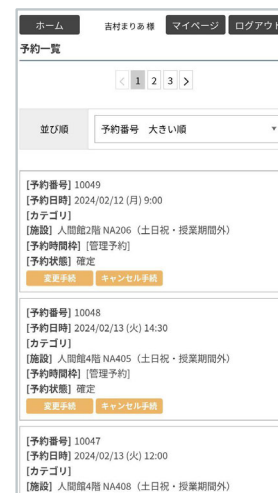 ホーム 吉村まりあ 様 マイページ ログアウト
予約一覧
< 1 2 3 >
並び順 予約番号 大きい順
[予約番号] 10049
[予約日時] 2024/02/12 (月) 9:00
[カテゴリ]
[施設] 人間館2階 NA206（土日祝・授業期間外）
[予約時間枠] [管理予約]
[予約状態] 確定
変更手続 キャンセル手続
[予約番号] 10048
[予約日時] 2024/02/13 (火) 14:30
[カテゴリ]
[施設] 人間館4階 NA405（土日祝・授業期間外）
[予約時間枠] [管理予約]
[予約状態] 確定
変更手続 キャンセル手続
[予約番号] 10047
[予約日時] 2024/02/13 (火) 12:00
[カテゴリ]
[施設] 人間館4階 NA408（土日祝・授業期間外）